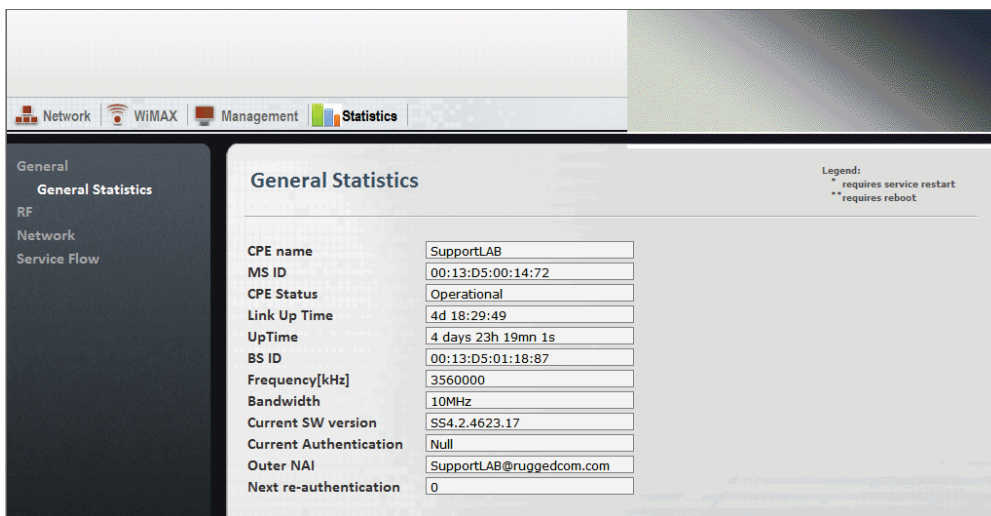 Network WiMAX Management Statistics
General
General Statistics
RF
Network
Service Flow
General Statistics
Legend:
* requires service restart
** requires reboot
CPE name SupportLAB
MS ID 00:13:D5:00:14:72
CPE Status Operational
Link Up Time 4d 18:29:49
UpTime 4 days 23h 19mn 1s
BS ID 00:13:D5:01:18:87
Frequency[kHz] 3560000
Bandwidth 10MHz
Current SW version SS4.2.4623.17
Current Authentication Null
Outer NAI SupportLAB@ruggedcom.com
Next re-authentication 0